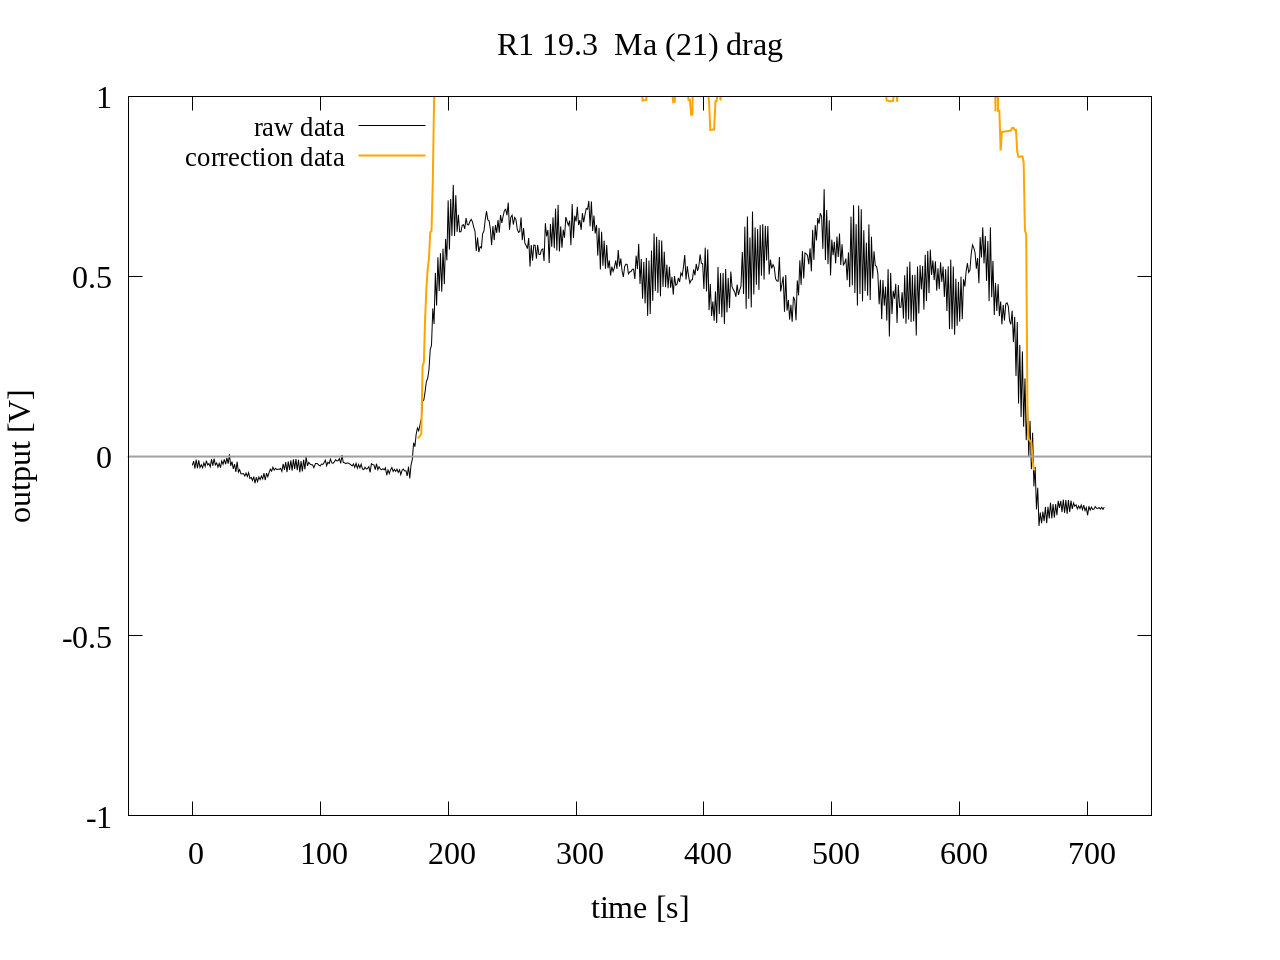 R1 19.3  Ma (21) drag
raw data
correction data
1
0.5
0
-0.5
-1
output [V]
0 100 200 300 400 500 600 700
time [s]